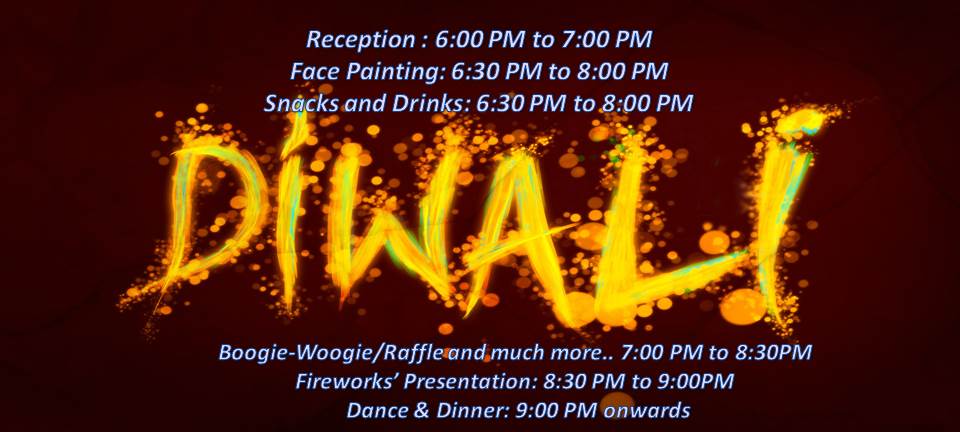 Reception : 6:00 PM to 7:00 PM
Face Painting: 6:30 PM to 8:00 PM
Snacks and Drinks: 6:30 PM to 8:00 PM
DIWALI
Boogie-Woogie/Raffle and much more.. 7:00 PM to 8:30PM
Fireworks’ Presentation: 8:30 PM to 9:00PM
Dance & Dinner: 9:00 PM onwards